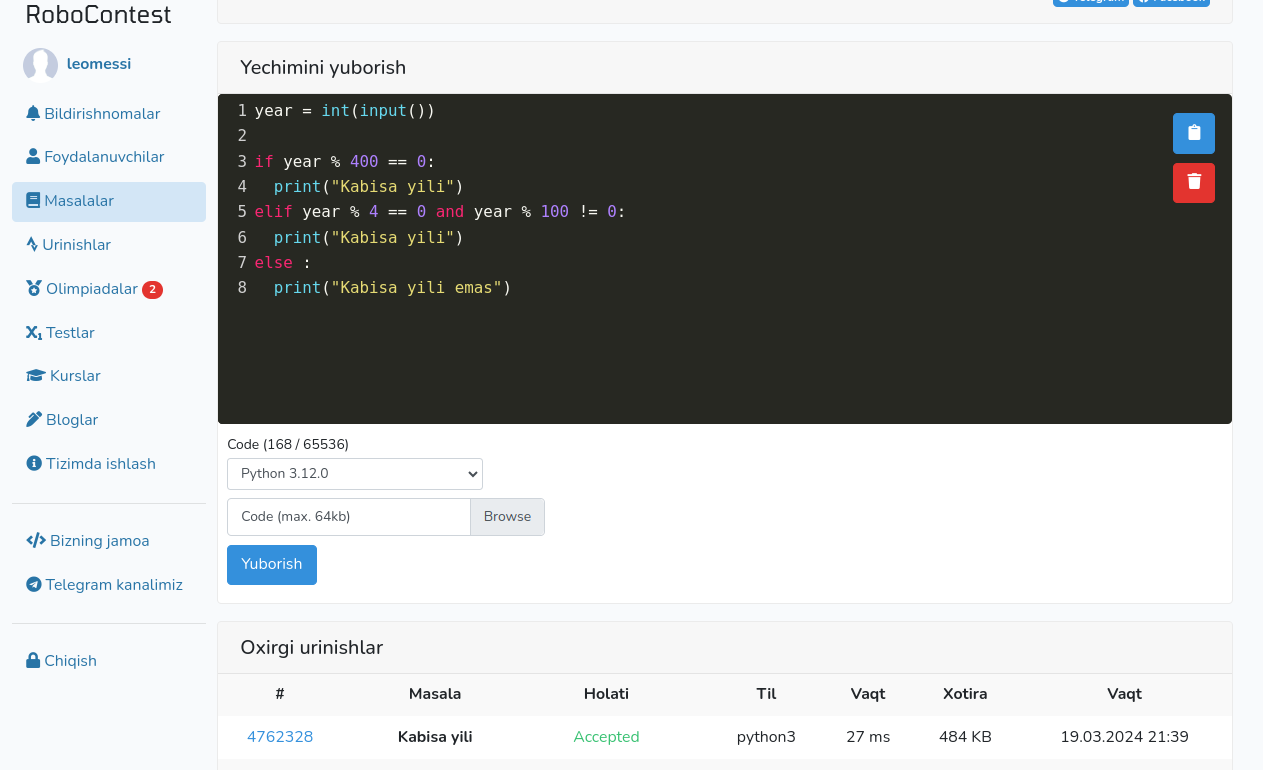 RoboContest
leomessi
Bildirishnomalar
Foydalanuvchilar
Masalalar
Urinishlar
Olimpiadalar 2
Testlar
Kurslar
Bloglar
Tizimda ishlash
Bizning jamoa
Telegram kanalimiz
Chiqish
Yechimini yuborish
1 year = int(input())
2
3 if year % 400 == 0:
4   print("Kabisa yili")
5 elif year % 4 == 0 and year % 100 != 0:
6   print("Kabisa yili")
7 else :
8   print("Kabisa yili emas")
Code (168 / 65536)
Python 3.12.0
Code (max. 64kb) Browse
Yuborish
Oxirgi urinishlar
# Masala Holati Til Vaqt Xotira Vaqt
4762328 Kabisa yili Accepted python3 27 ms 484 KB 19.03.2024 21:39